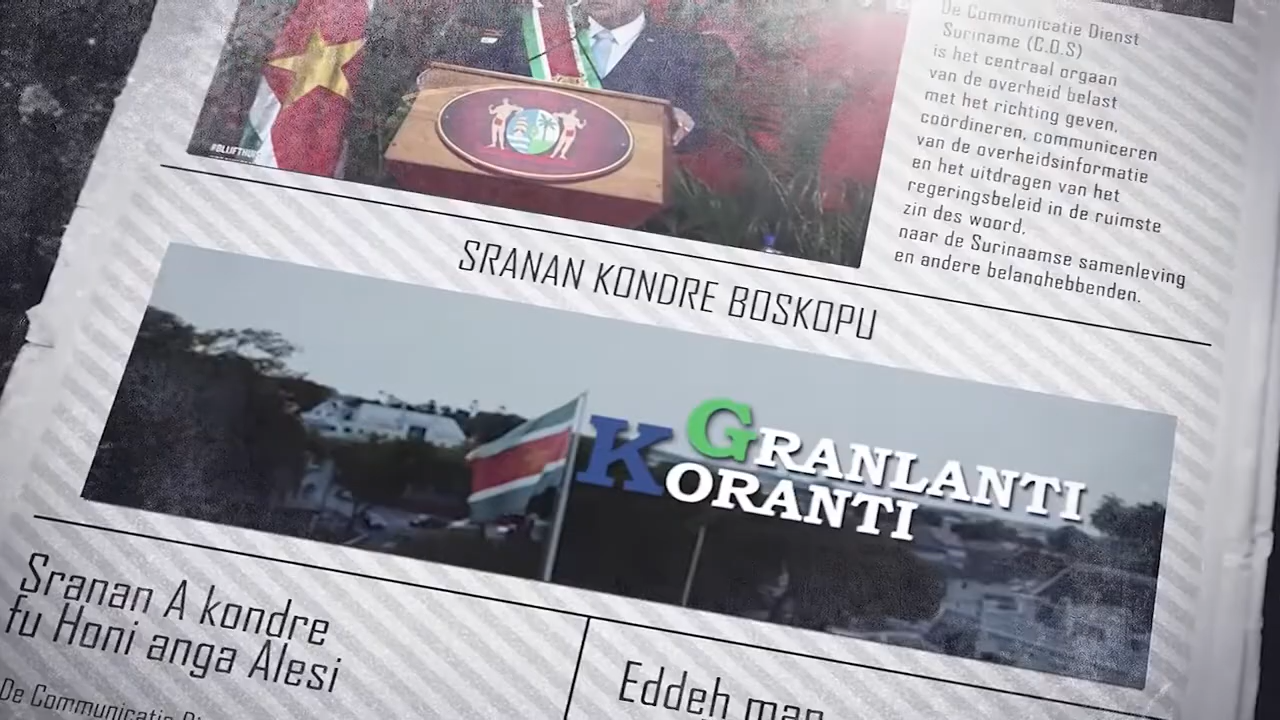 De Communicatie Dienst
Suriname (C.D.S)
is het centraal orgaan
van de overheid belast
met het richting geven,
coördineren, communiceren
van de overheidsinformatie
en het uitdragen van het
regeringsbeleid in de ruimste
zin des woord.
naar de Surinaamse samenleving
en andere belanghebbenden.
SRANAN KONDRE BOSKOPU
GRANLANTI
KORANTI
Sranan A kondre
fu Honi anga Alesi
De Communicatie
Eddeh man